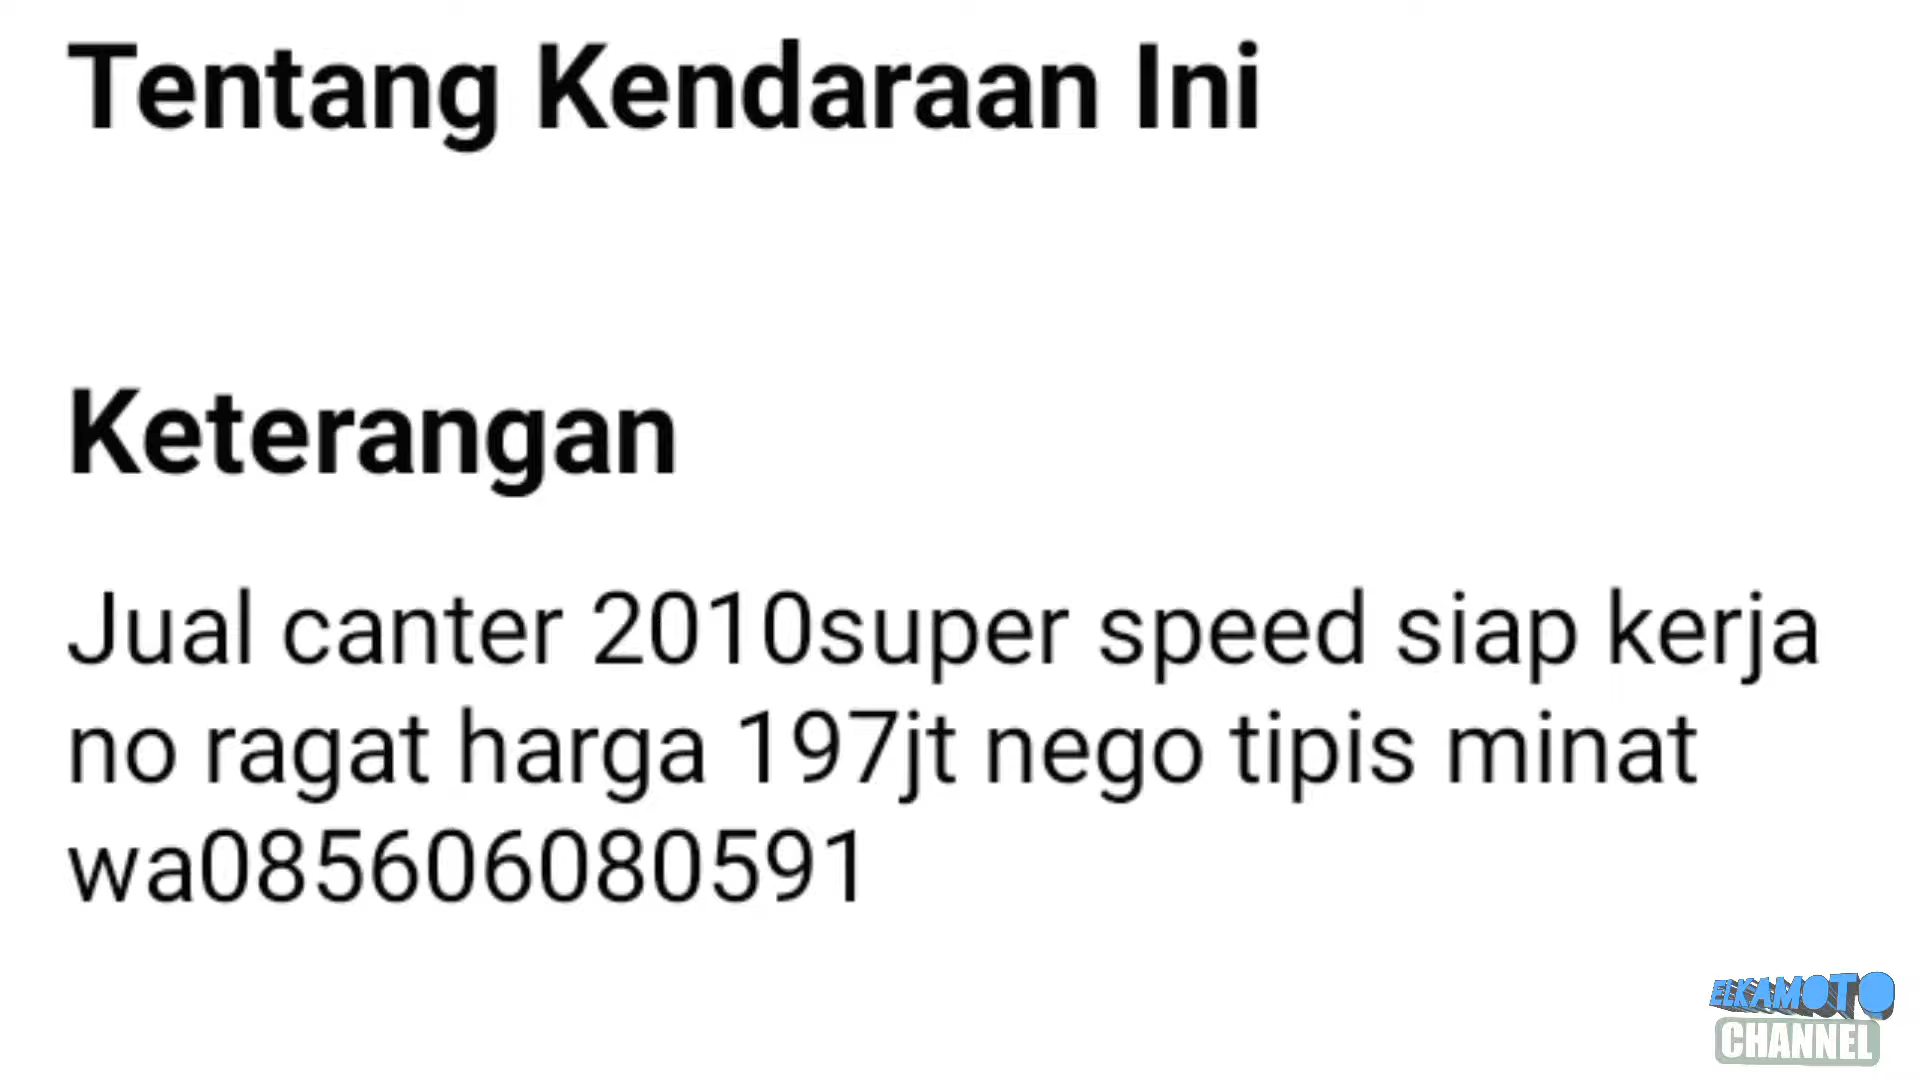 Tentang Kendaraan Ini
Keterangan
Jual canter 2010super speed siap kerja
no ragat harga 197jt nego tipis minat
wa085606080591
ELKAMOTO
CHANNEL